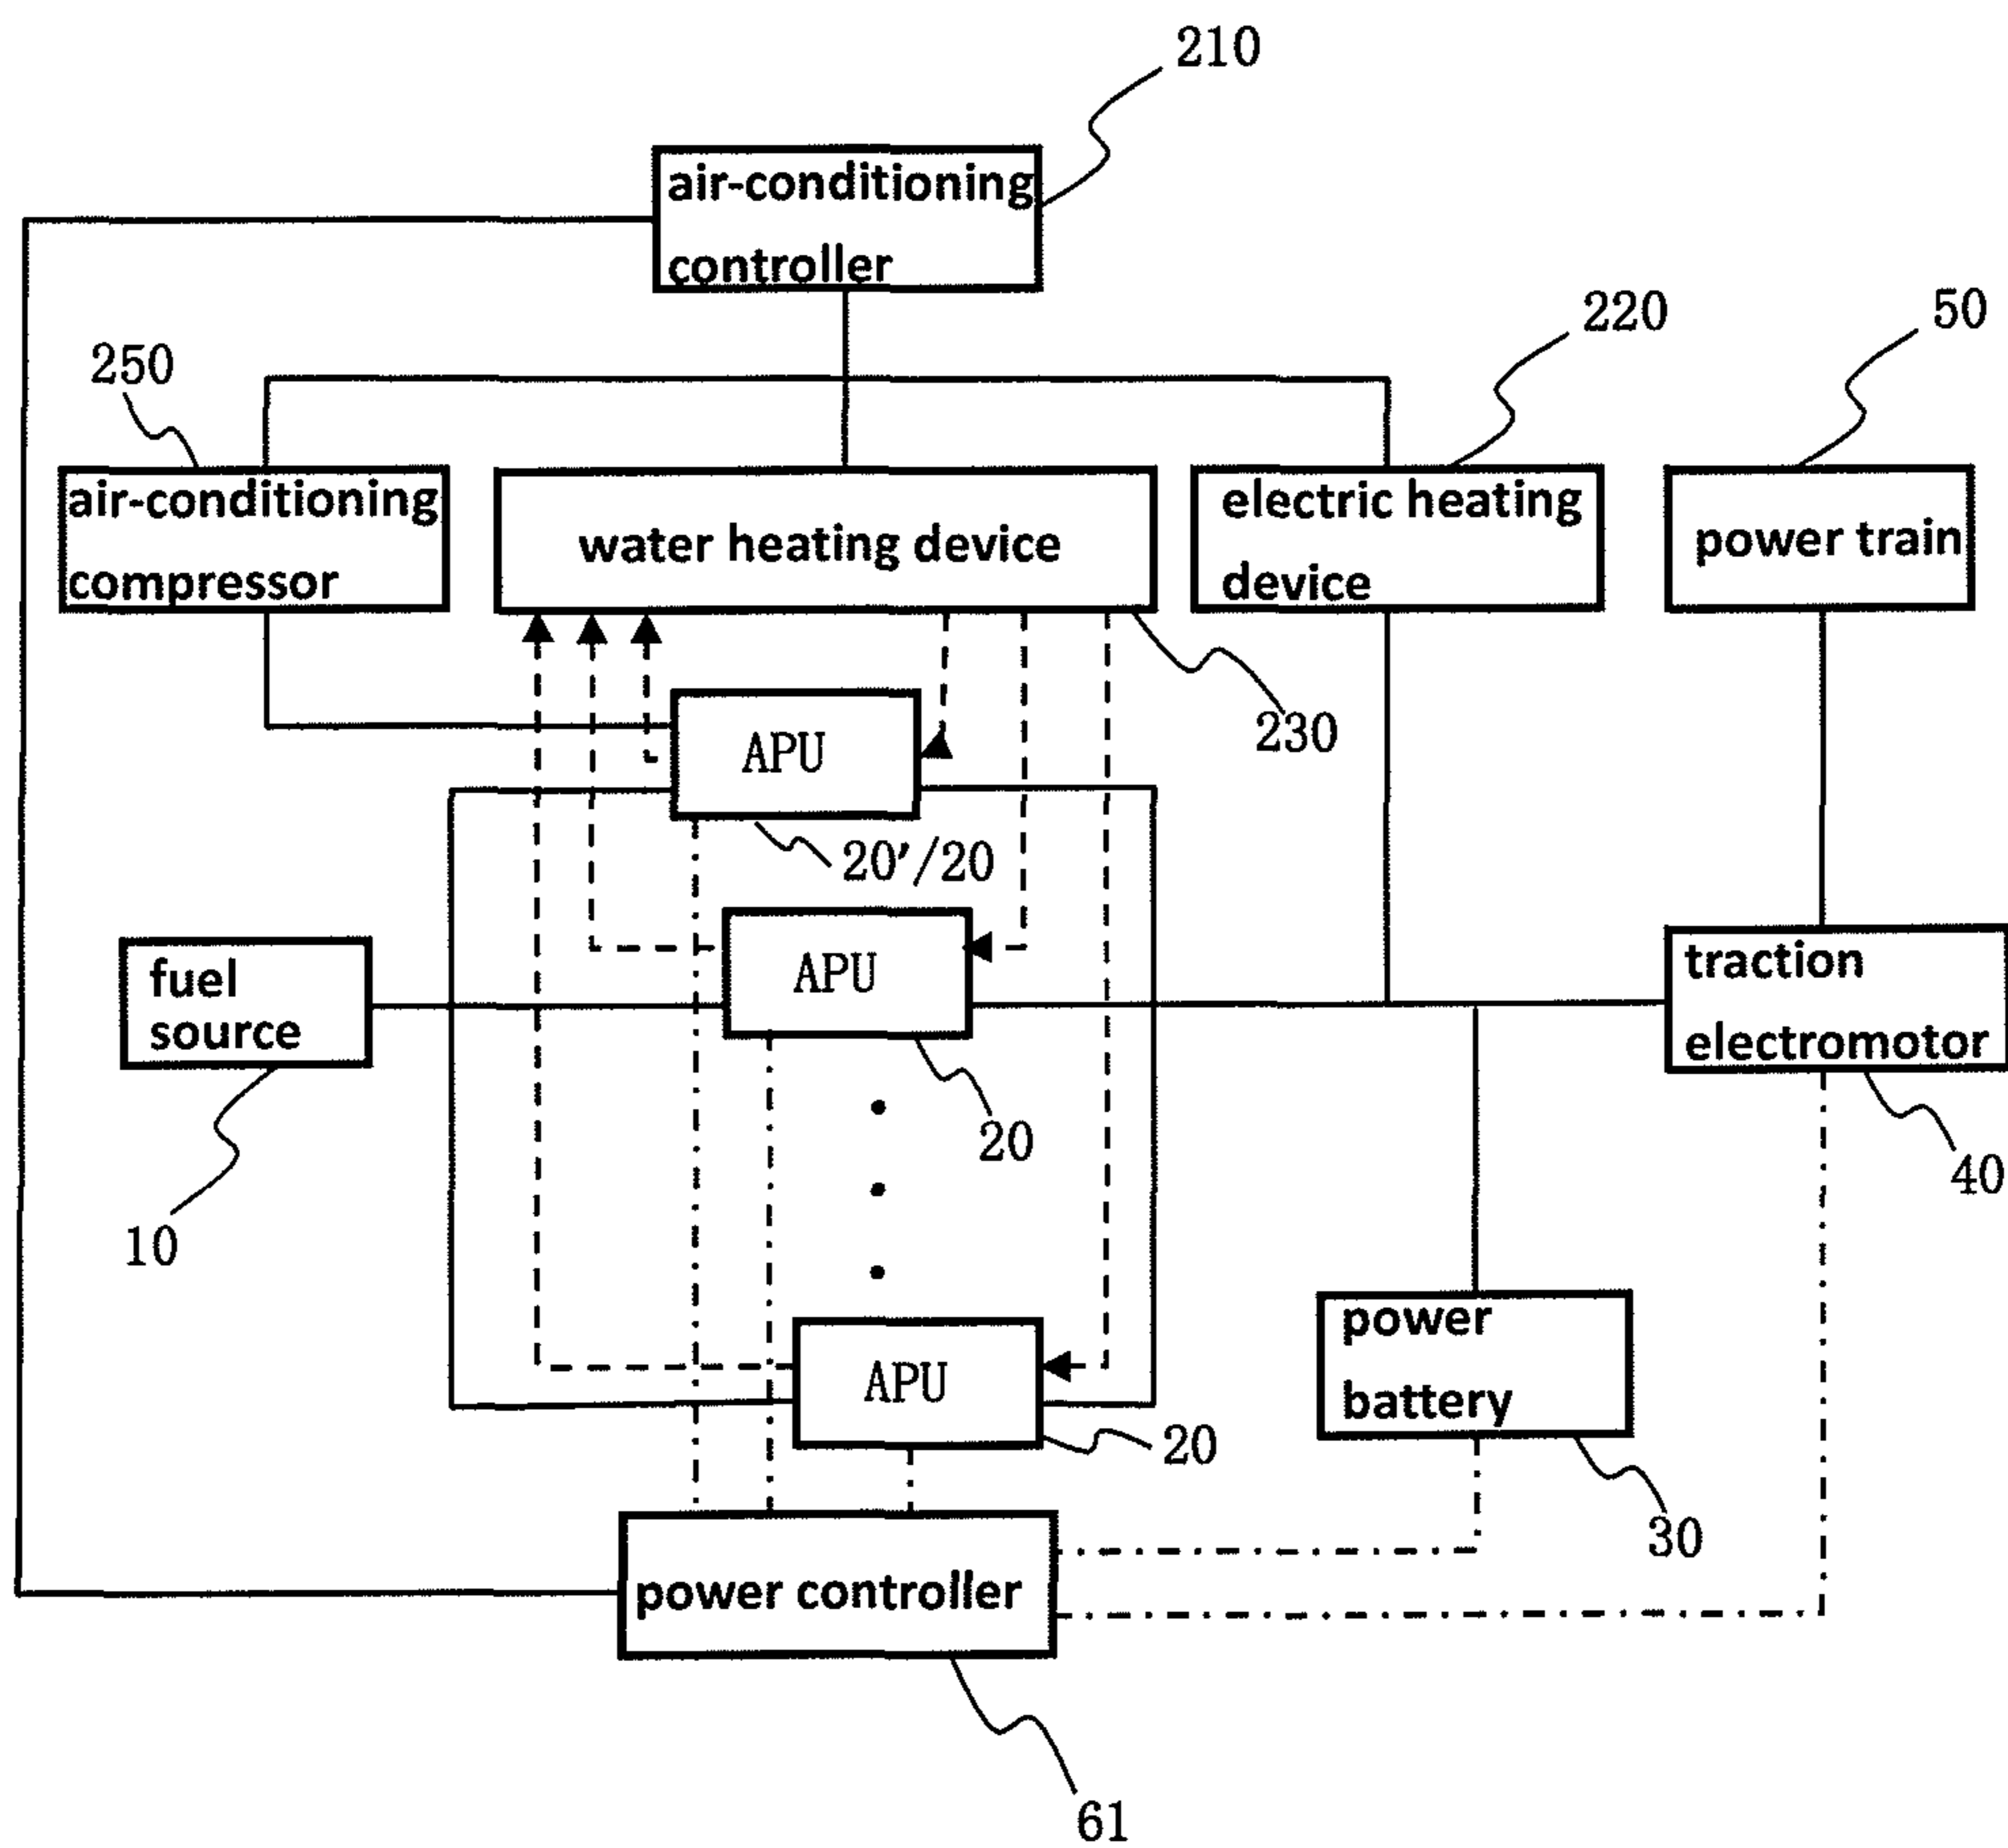 210
air-conditioning
controller
220
50
250
air-conditioning
compressor
water heating device
electric heating
device
power train
230
APU
20'/20
fuel
source
APU
traction
electromotor
20
40
10
power
battery
APU
20
30
power controller
61